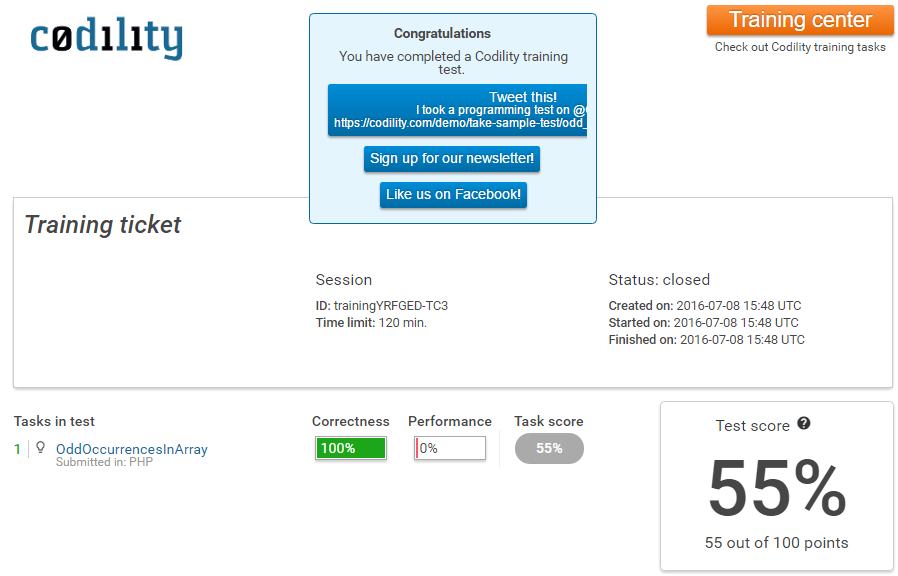 codility
Training center
Check out Codility training tasks
Congratulations
You have completed a Codility training
test.
Tweet this!
I took a programming test on @
https://codility.com/demo/take-sample-test/odd_
Sign up for our newsletter!
Like us on Facebook!
Training ticket
Session
ID: trainingYRFGED-TC3
Time limit: 120 min.
Status: closed
Created on: 2016-07-08 15:48 UTC
Started on: 2016-07-08 15:48 UTC
Finished on: 2016-07-08 15:48 UTC
Tasks in test
Correctness
Performance
Task score
1
OddOccurrencesInArray
Submitted in: PHP
100%
0%
55%
Test score ?
55%
55 out of 100 points